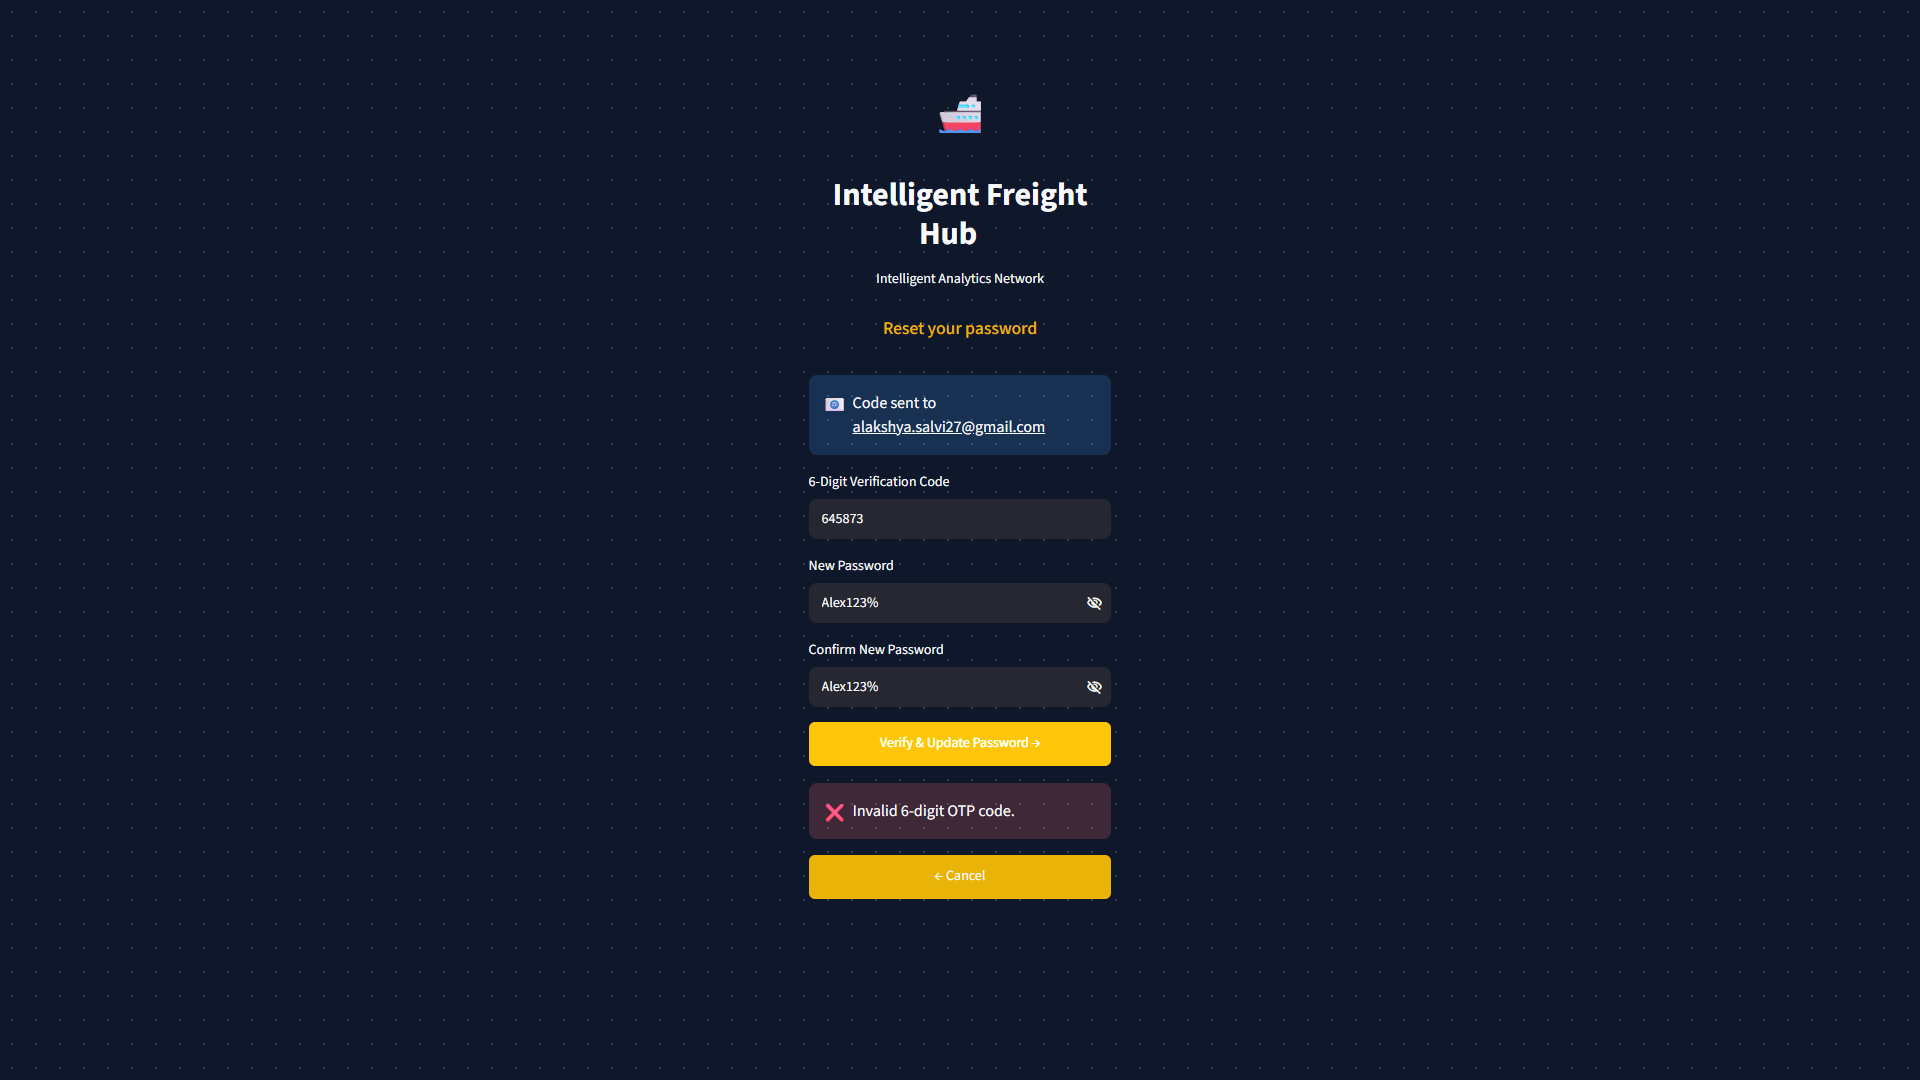 Intelligent Freight
Hub
Intelligent Analytics Network
Reset your password
Code sent to
alakshya.salvi27@gmail.com
6-Digit Verification Code
645873
New Password
Alex123%
Confirm New Password
Alex123%
Verify & Update Password →
Invalid 6-digit OTP code.
← Cancel